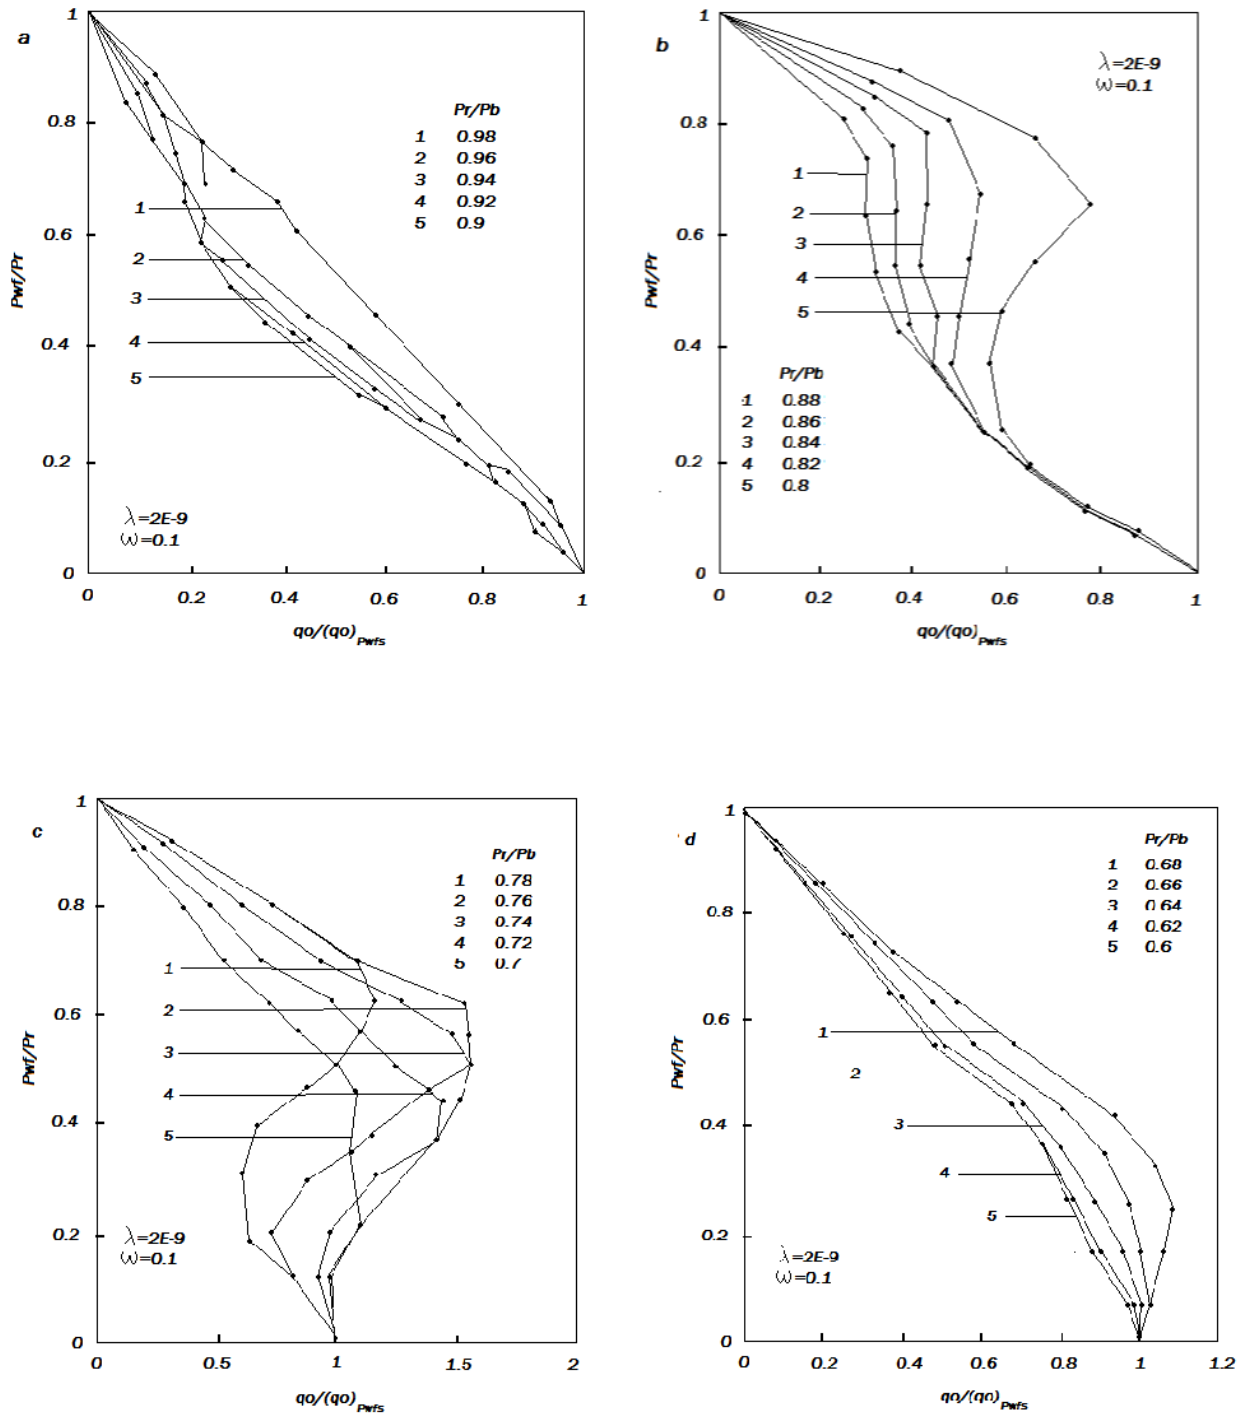 a
1
0.8
0.6
0.4
0.2
0
Pwf/Pr
Pr/Pb
1 0.98
2 0.96
3 0.94
4 0.92
5 0.9
1
2
3
4
5
λ=2E-9
ω=0.1
0 0.2 0.4 0.6 0.8 1
qo/(qo)Pwfs
b
1
0.8
0.6
0.4
0.2
0
Pwf/Pr
λ=2E-9
ω=0.1
1
2
3
4
5
Pr/Pb
1 0.88
2 0.86
3 0.84
4 0.82
5 0.8
0 0.2 0.4 0.6 0.8 1
qo/(qo)Pwfs
c
1
0.8
0.6
0.4
0.2
0
Pwf/Pr
Pr/Pb
1 0.78
2 0.76
3 0.74
4 0.72
5 0.7
1
2
3
4
5
λ=2E-9
ω=0.1
0 0.5 1 1.5 2
qo/(qo)Pwfs
d
1
0.8
0.6
0.4
0.2
0
Pwf/Pr
Pr/Pb
1 0.68
2 0.66
3 0.64
4 0.62
5 0.6
1
2
3
4
5
λ=2E-9
ω=0.1
0 0.2 0.4 0.6 0.8 1 1.2
qo/(qo)Pwfs